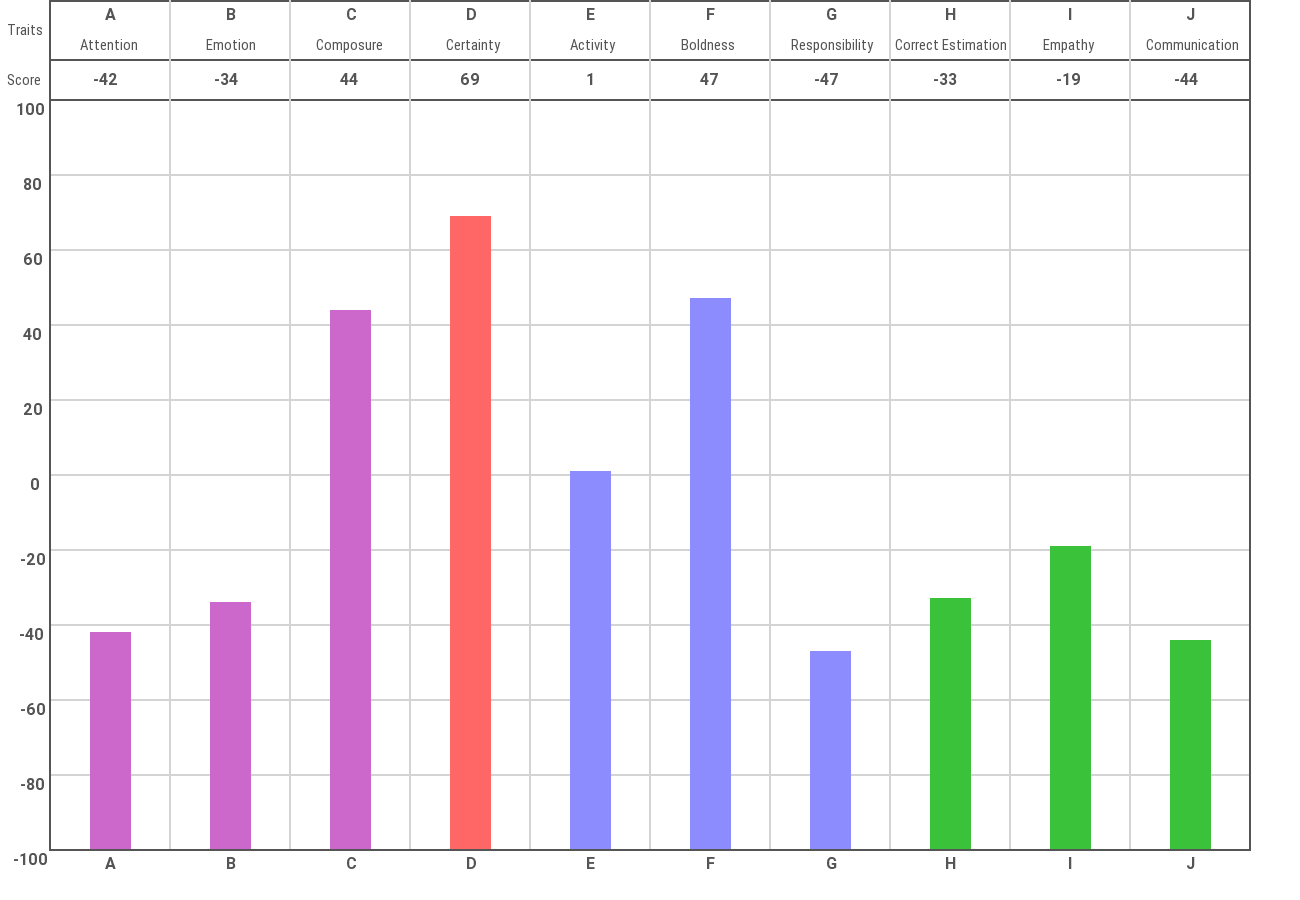 Traits A B C D E F G H I J
Attention Emotion Composure Certainty Activity Boldness Responsibility Correct Estimation Empathy Communication
Score -42 -34 44 69 1 47 -47 -33 -19 -44
100
80
60
40
20
0
-20
-40
-60
-80
-100
A B C D E F G H I J